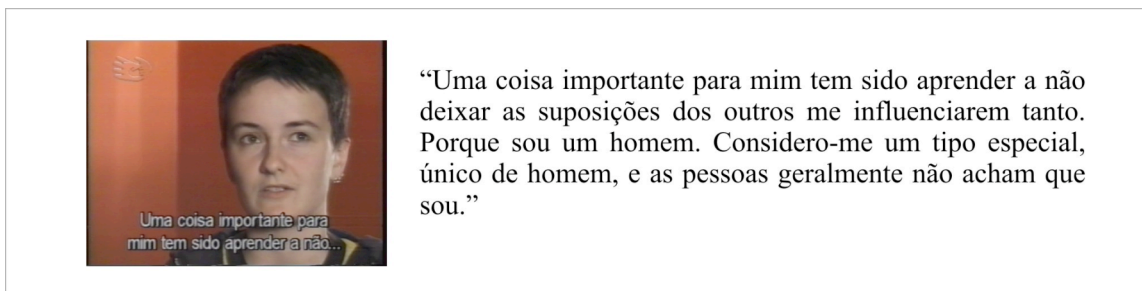 Uma coisa importante para
mim tem sido aprender a não...
“Uma coisa importante para mim tem sido aprender a não
deixar as suposições dos outros me influenciarem tanto.
Porque sou um homem. Considero-me um tipo especial,
único de homem, e as pessoas geralmente não acham que
sou.”